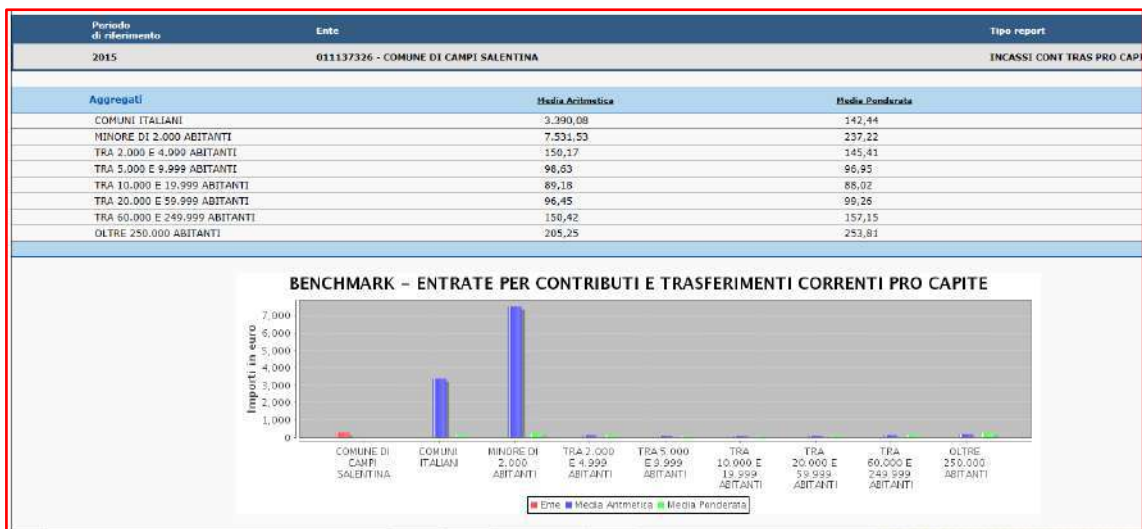 Periodo di riferimento Ente Tipo report
2015 011137326 - COMUNE DI CAMPI SALENTINA INCASSI CONT TRAS PRO CAPI
Aggregati Media Aritmetica Media Ponderata
COMUNI ITALIANI 3.390,08 142,44
MINORE DI 2.000 ABITANTI 7.531,53 237,22
TRA 2.000 E 4.999 ABITANTI 150,17 145,41
TRA 5.000 E 9.999 ABITANTI 98,63 96,95
TRA 10.000 E 19.999 ABITANTI 89,18 88,02
TRA 20.000 E 59.999 ABITANTI 96,45 99,26
TRA 60.000 E 249.999 ABITANTI 150,42 157,15
OLTRE 250.000 ABITANTI 205,25 253,81
BENCHMARK – ENTRATE PER CONTRIBUTI E TRASFERIMENTI CORRENTI PRO CAPITE
Importi in euro
7,000
6,000
5,000
4,000
3,000
2,000
1,000
0
COMUNE DI CAMPI SALENTINA
COMUNI ITALIANI
MINORE DI 2.000 ABITANTI
TRA 2.000 E 4.999 ABITANTI
TRA 5.000 E 9.999 ABITANTI
TRA 10.000 E 19.999 ABITANTI
TRA 20.000 E 59.999 ABITANTI
TRA 60.000 E 249.999 ABITANTI
OLTRE 250.000 ABITANTI
Ente Media Aritmetica Media Ponderata